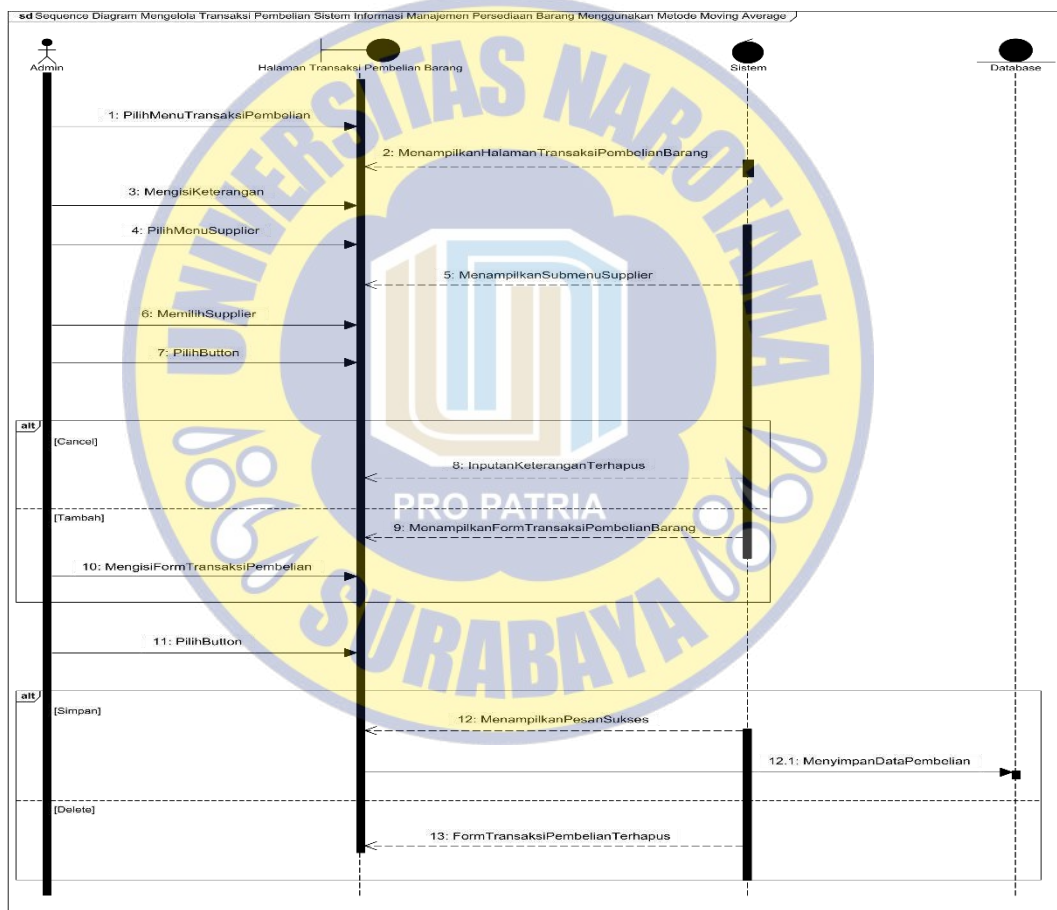 sd Sequence Diagram Mengelola Transaksi Pembelian Sistem Informasi Manajemen Persediaan Barang Menggunakan Metode Moving Average
Admin
Halaman Transaksi Pembelian Barang
Sistem
Database
1: PilihMenuTransaksiPembelian
2: MenampilkanHalamanTransaksiPembelianBarang
3: MengisiKeterangan
4: PilihMenuSupplier
5: MenampilkanSubmenuSupplier
6: MemilihSupplier
7: PilihButton
alt
[Cancel]
8: InputanKeteranganTerhapus
[Tambah]
9: MenampilkanFormTransaksiPembelianBarang
10: MengisiFormTransaksiPembelian
11: PilihButton
alt
[Simpan]
12: MenampilkanPesanSukses
12.1: MenyimpanDataPembelian
[Delete]
13: FormTransaksiPembelianTerhapus
UNIVERSITAS NAROTAMA
PRO PATRIA
SURABAYA